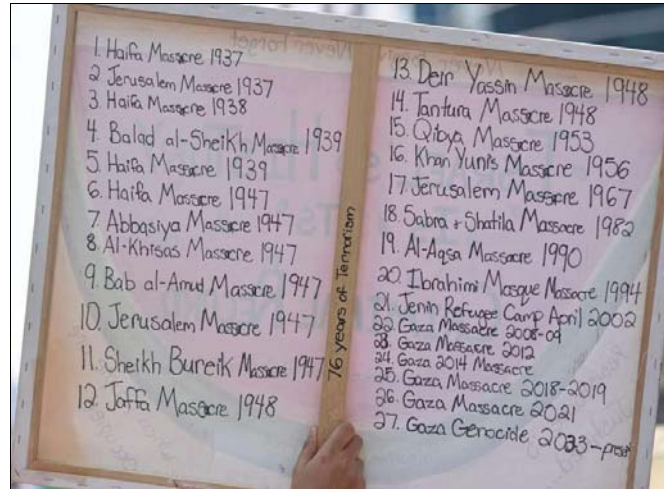 Never Forget
1. Haifa Massacre 1937
2 Jerusalem Massacre 1937
3. Haifa Massacre 1938
4. Balad al-Sheikh Massacre 1939
5. Haifa Massacre 1939
6. Haifa Massacre 1947
7. Abbasiya Massacre 1947
8. Al-Khisas Massacre 1947
9. Bab al-Amud Massacre 1947
10. Jerusalem Massacre 1947
11. Sheikh Bureik Massacre 1947
12 Jaffa Massacre 1948
76 years of Terrorism
13. Deir Yassin Massacre 1948
14. Tantura Massacre 1948
15. Qibya Massacre 1953
16. Khan Yunis Massacre 1956
17. Jerusalem Massacre 1967
18. Sabra + Shatila Massacre 1982
19. Al-Aqsa Massacre 1990
20. Ibrahimi Mosque Massacre 1994
21. Jenin Refugee Camp April 2002
22. Gaza Massacre 2008-09
23. Gaza Massacre 2012
24. Gaza 2014 Massacre
25. Gaza Massacre 2018-2019
26. Gaza Massacre 2021
27. Gaza Genocide 2023-present